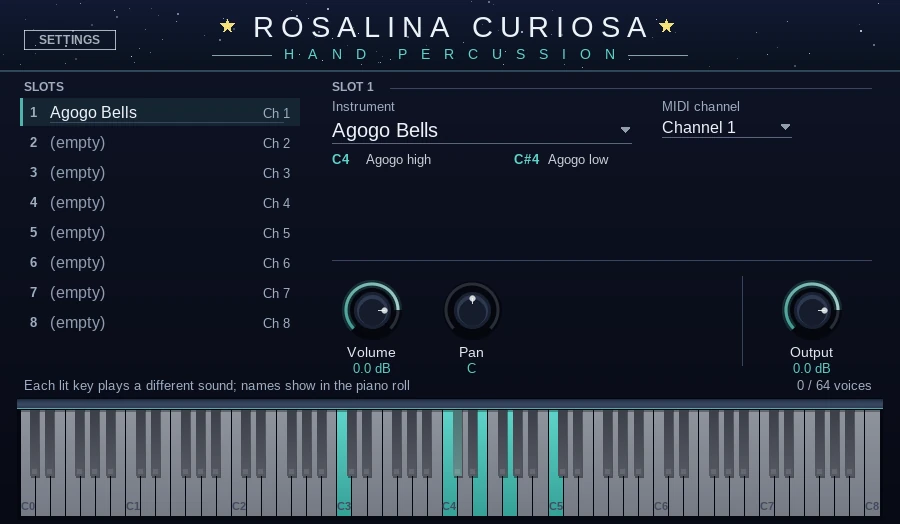 SETTINGS
ROSALINA CURIOSA
HAND PERCUSSION
SLOTS
1 Agogo Bells Ch 1
2 (empty) Ch 2
3 (empty) Ch 3
4 (empty) Ch 4
5 (empty) Ch 5
6 (empty) Ch 6
7 (empty) Ch 7
8 (empty) Ch 8
SLOT 1
Instrument MIDI channel
Agogo Bells Channel 1
C4 Agogo high C#4 Agogo low
Volume Pan Output
0.0 dB C 0.0 dB
Each lit key plays a different sound; names show in the piano roll 0 / 64 voices
C0 C1 C2 C3 C4 C5 C6 C7 C8